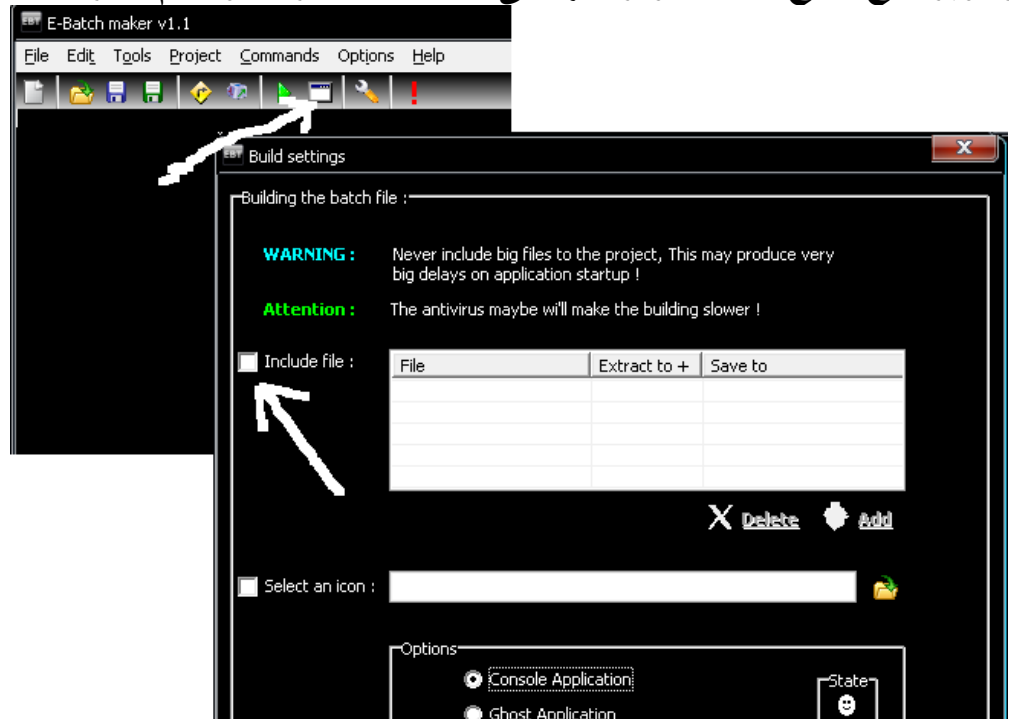 E-Batch maker v1.1
File Edit Tools Project Commands Options Help
Build settings
Building the batch file :
WARNING : Never include big files to the project, This may produce very
big delays on application startup !
Attention : The antivirus maybe will make the building slower !
Include file :
File Extract to + Save to
Delete Add
Select an icon :
Options
Console Application
State
Ghost Application